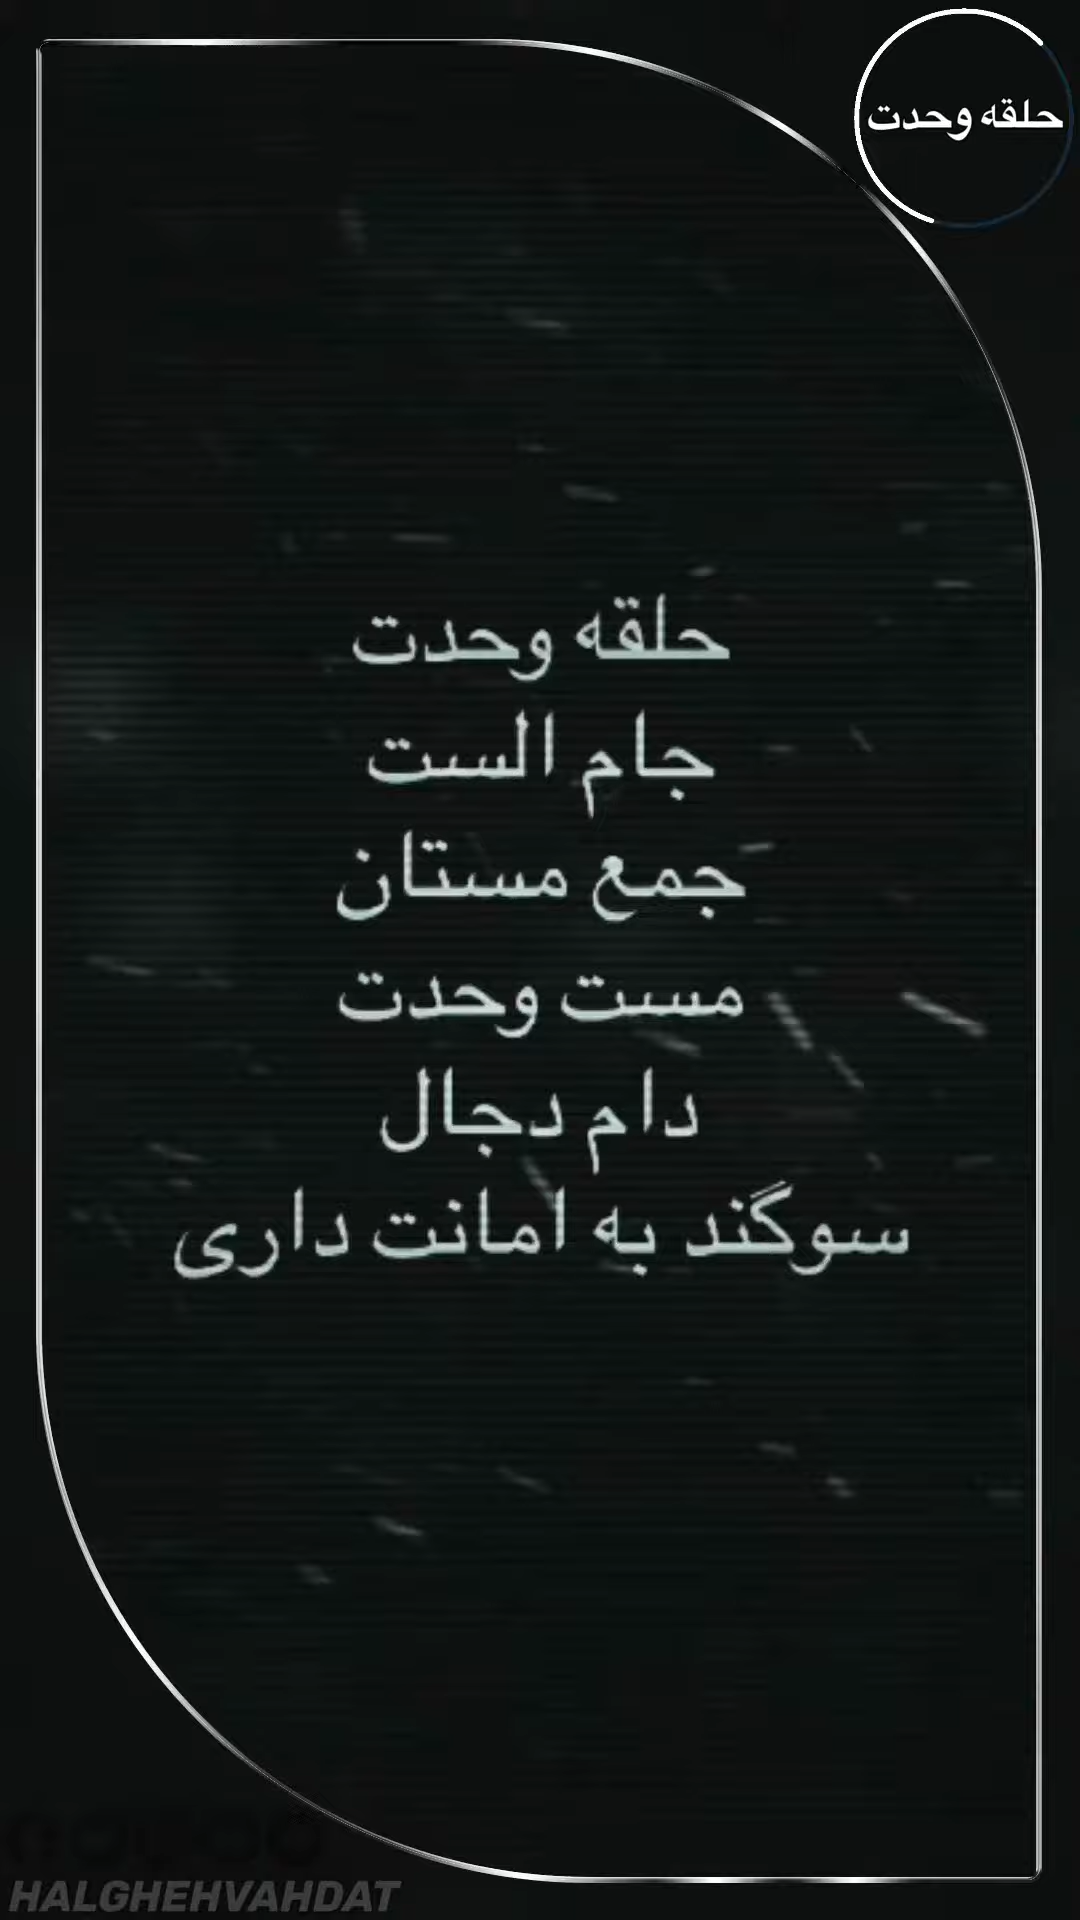 حلقه وحدت
حلقه وحدت
جام الست
جمع مستان
مست وحدت
دام دجال
سوگند به امانت داری
HALGHEHVAHDAT